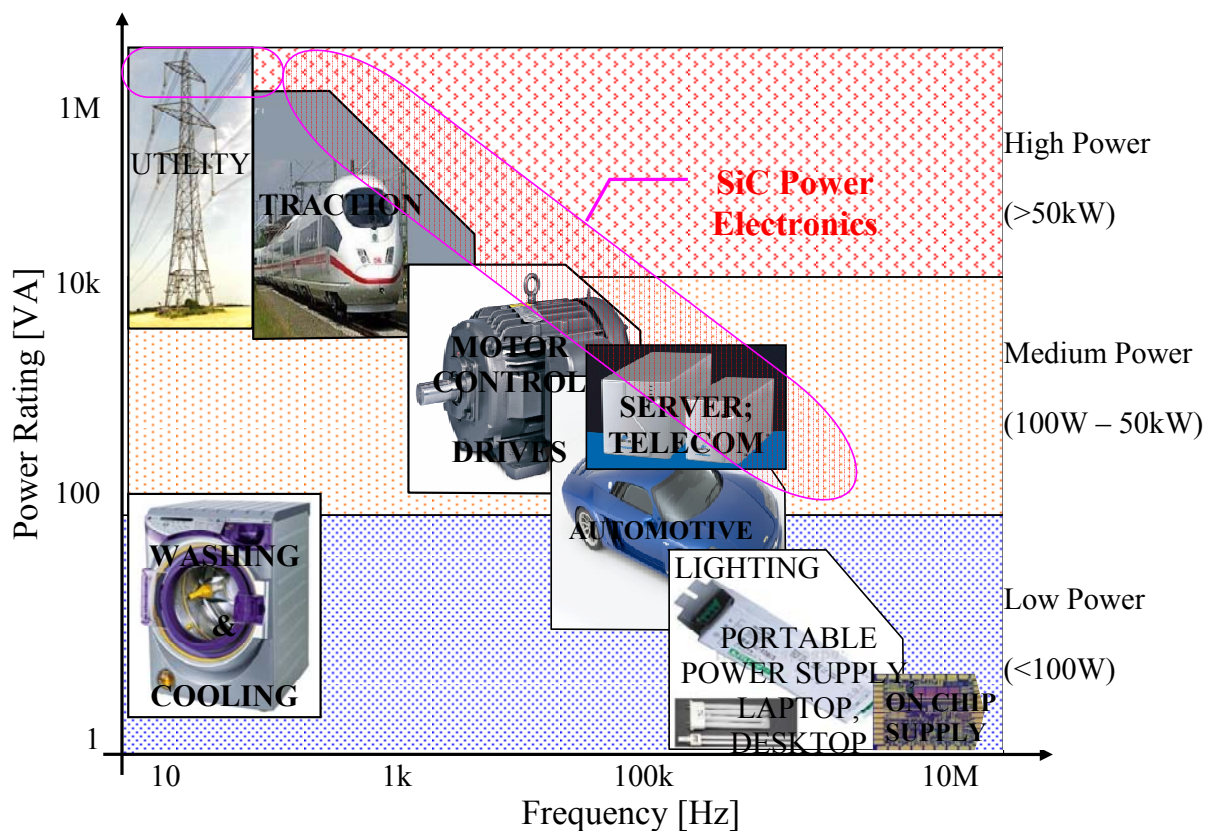 1M
10k
100
1
Power Rating [VA]
10
1k
100k
10M
Frequency [Hz]
UTILITY
TRACTION
MOTOR
CONTROL
DRIVES
SERVER;
TELECOM
AUTOMOTIVE
WASHING
&
COOLING
LIGHTING
PORTABLE
POWER SUPPLY,
LAPTOP,
DESKTOP
ON CHIP
SUPPLY
SiC Power
Electronics
High Power
(>50kW)
Medium Power
(100W – 50kW)
Low Power
(<100W)